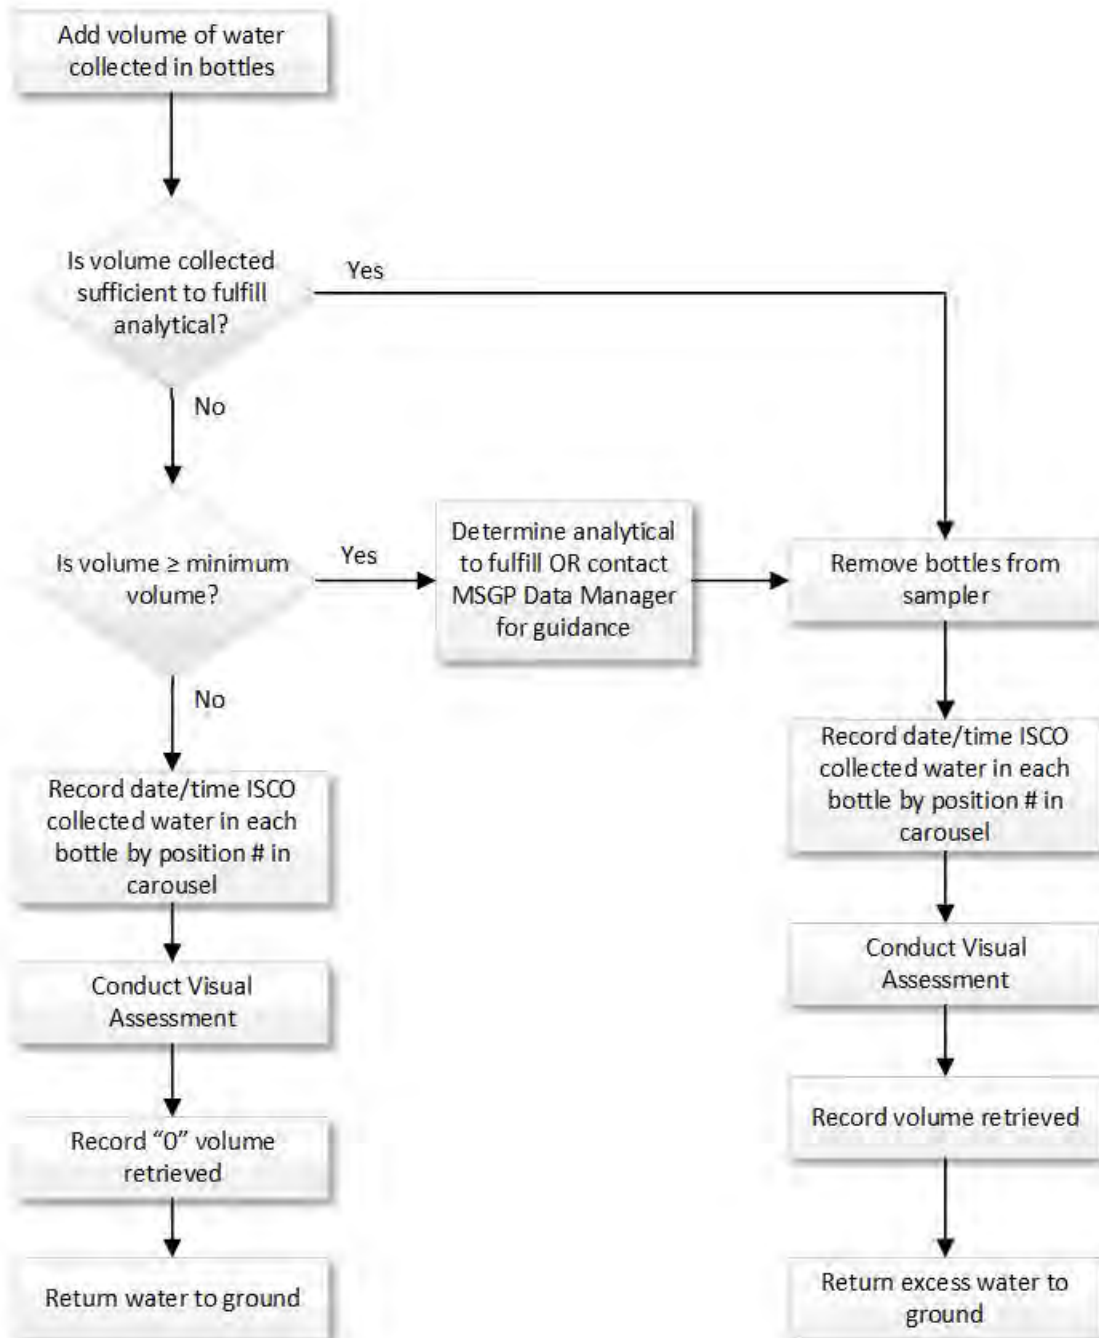 Add volume of water
collected in bottles
Is volume collected
sufficient to fulfill
analytical?
Yes
No
Is volume ≥ minimum
volume?
Yes
Determine analytical
to fulfill OR contact
MSGP Data Manager
for guidance
Remove bottles from
sampler
No
Record date/time ISCO
collected water in each
bottle by position # in
carousel
Conduct Visual
Assessment
Record “0” volume
retrieved
Return water to ground
Record date/time ISCO
collected water in each
bottle by position # in
carousel
Conduct Visual
Assessment
Record volume retrieved
Return excess water to
ground